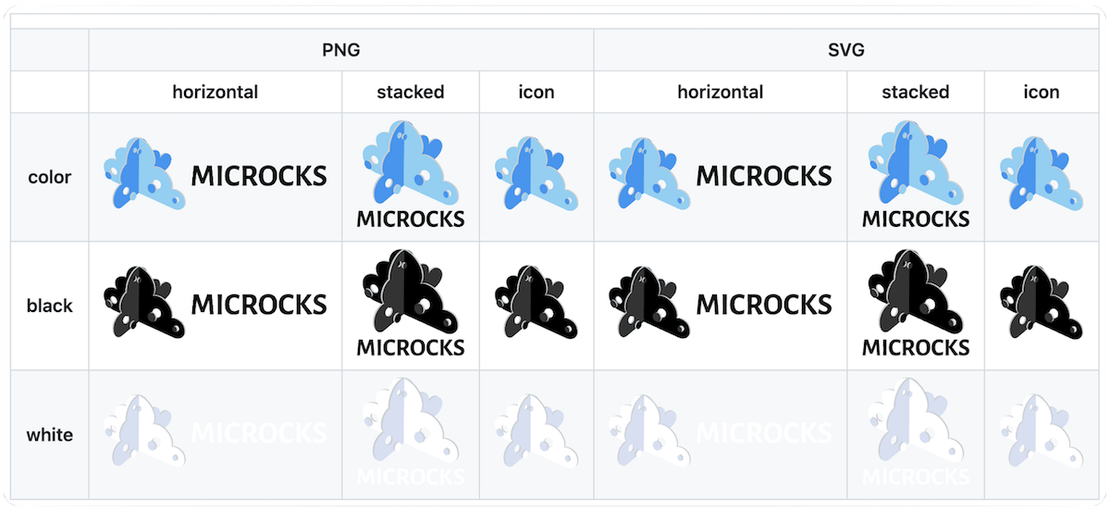 PNG SVG
horizontal stacked icon horizontal stacked icon
color MICROCKS MICROCKS MICROCKS MICROCKS
black MICROCKS MICROCKS MICROCKS MICROCKS
white MICROCKS MICROCKS MICROCKS MICROCKS